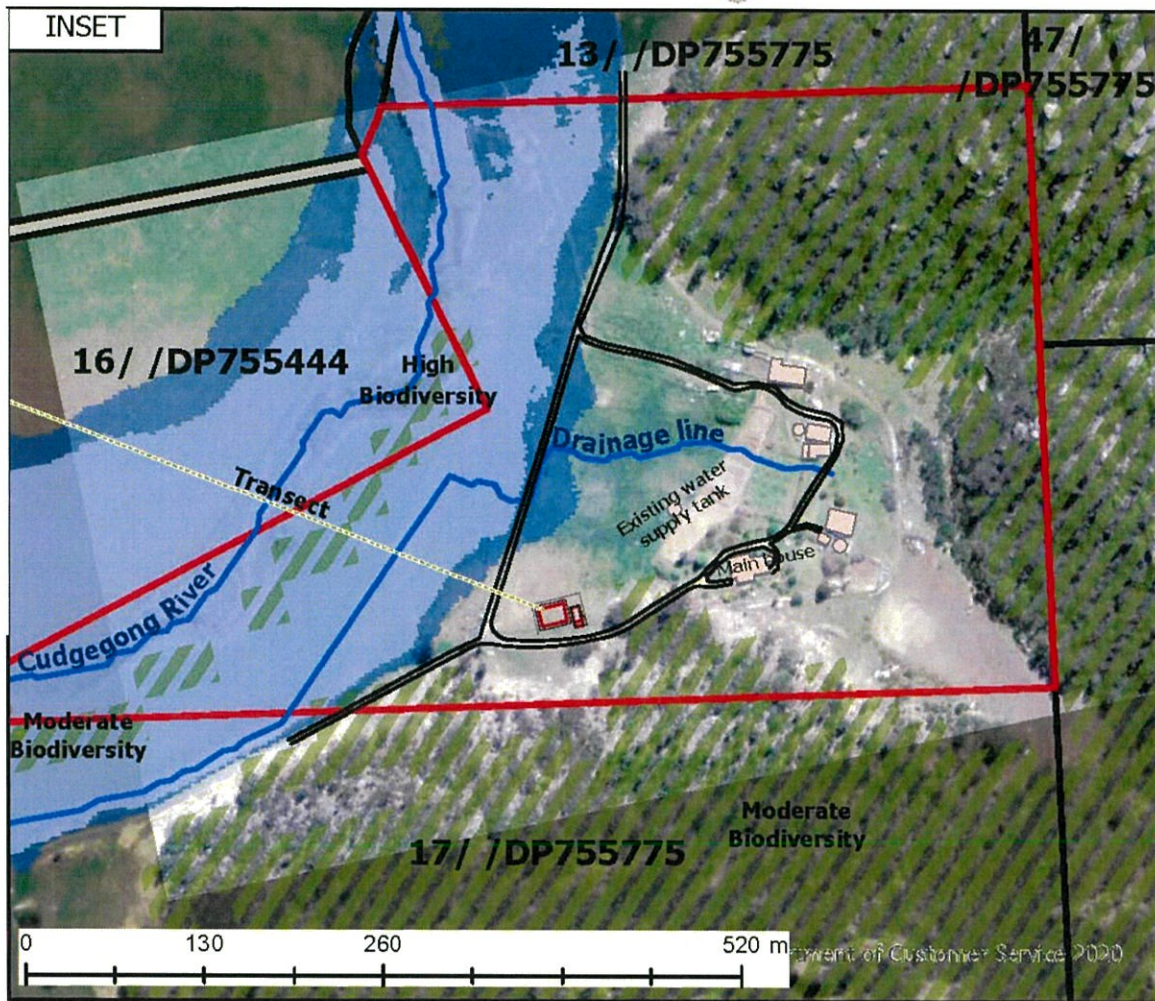 INSET
13/ /DP755775
47/
/DP755775
16/ /DP755444
High
Biodiversity
Drainage line
Transect
Existing water
supply tank
Main house
Cudgegong River
Moderate
Biodiversity
Moderate
Biodiversity
17/ /DP755775
0 130 260 520 m
of Customer Service 2020